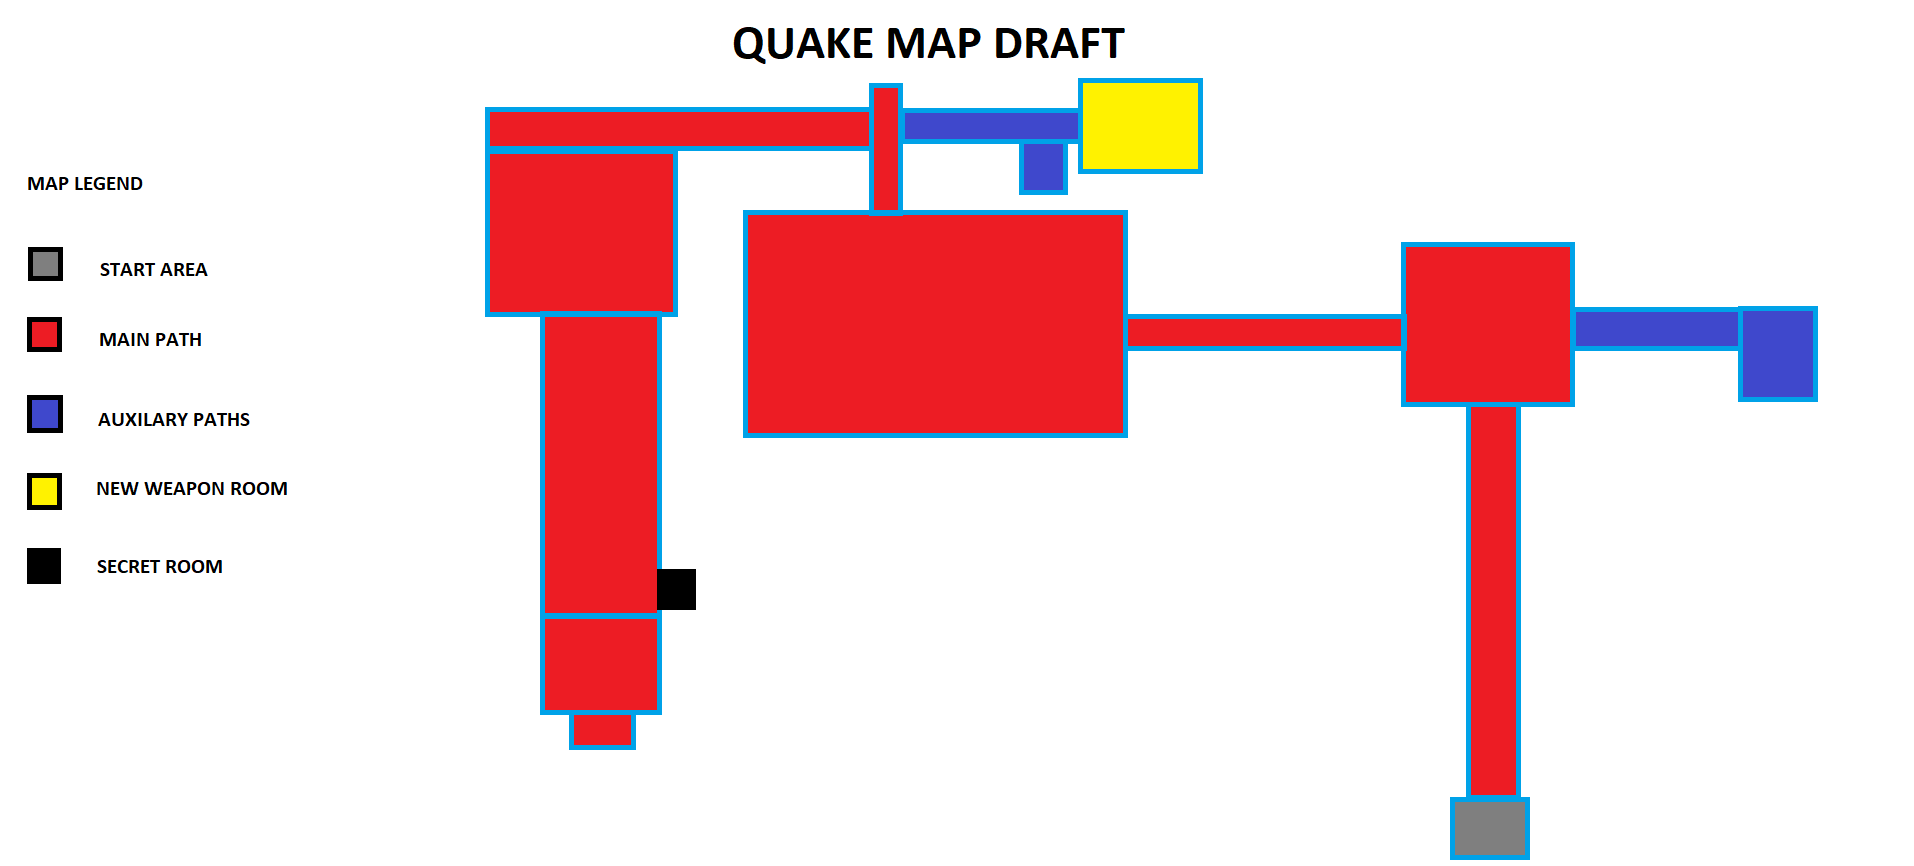 QUAKE MAP DRAFT
MAP LEGEND
START AREA
MAIN PATH
AUXILARY PATHS
NEW WEAPON ROOM
SECRET ROOM